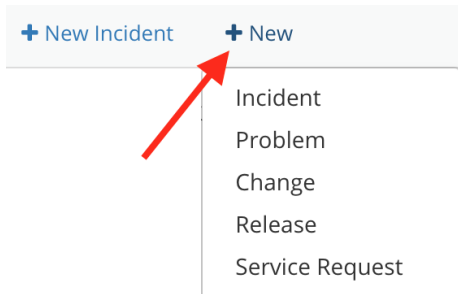 + New Incident + New
Incident
Problem
Change
Release
Service Request